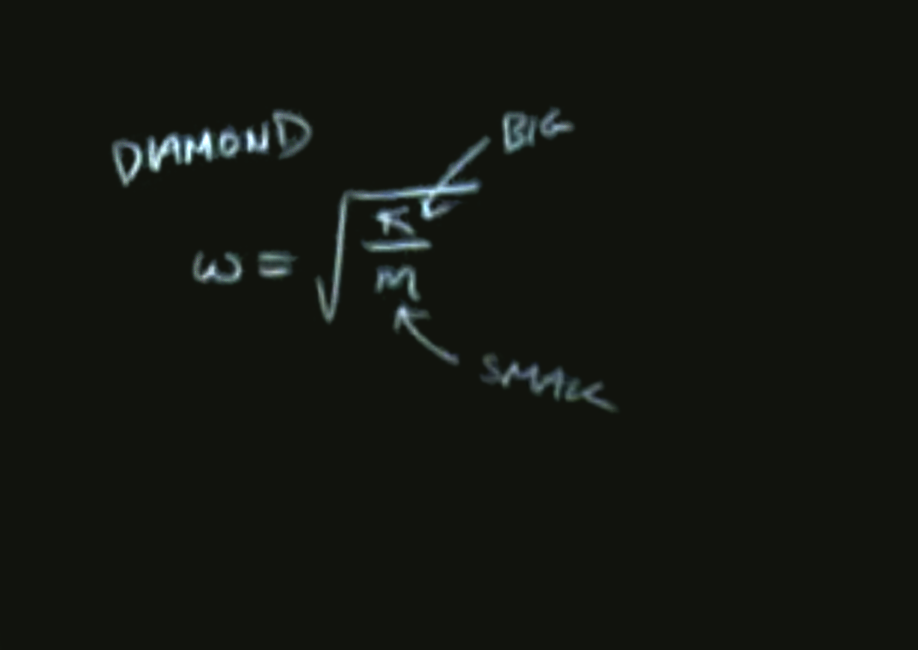 DIAMOND
BIG
ω = √(K/M)
SMALL